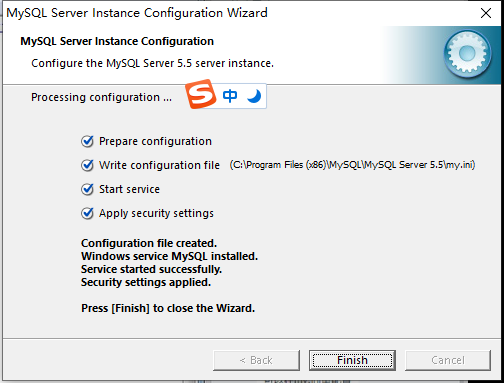 MySQL Server Instance Configuration Wizard
MySQL Server Instance Configuration
Configure the MySQL Server 5.5 server instance.
Processing configuration ...
S 中
Prepare configuration
Write configuration file (C:\Program Files (x86)\MySQL\MySQL Server 5.5\my.ini)
Start service
Apply security settings
Configuration file created.
Windows service MySQL installed.
Service started successfully.
Security settings applied.
Press [Finish] to close the Wizard.
< Back Finish Cancel